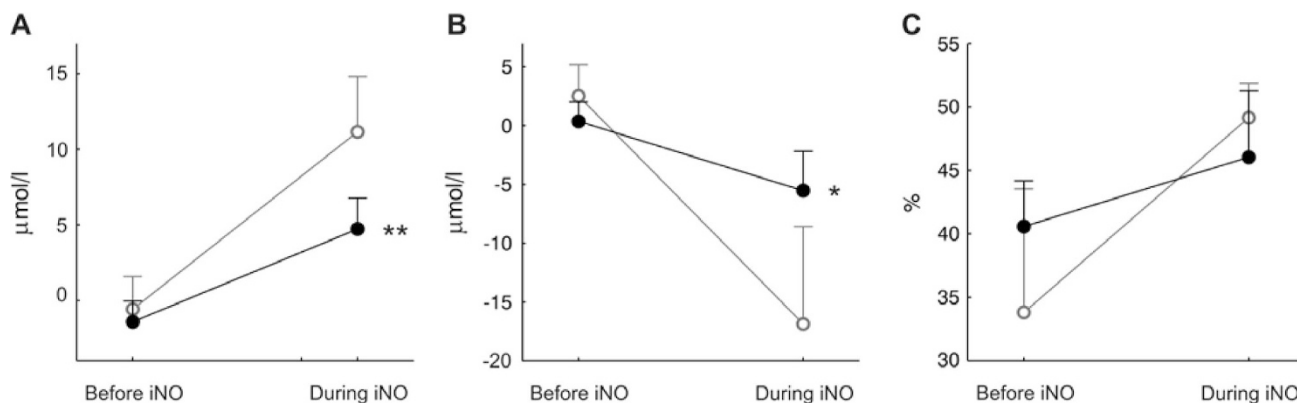 A
μmol/l
15
10
5
0
**
Before iNO
During iNO
B
μmol/l
5
0
-5
-10
-15
-20
*
Before iNO
During iNO
C
%
55
50
45
40
35
30
Before iNO
During iNO